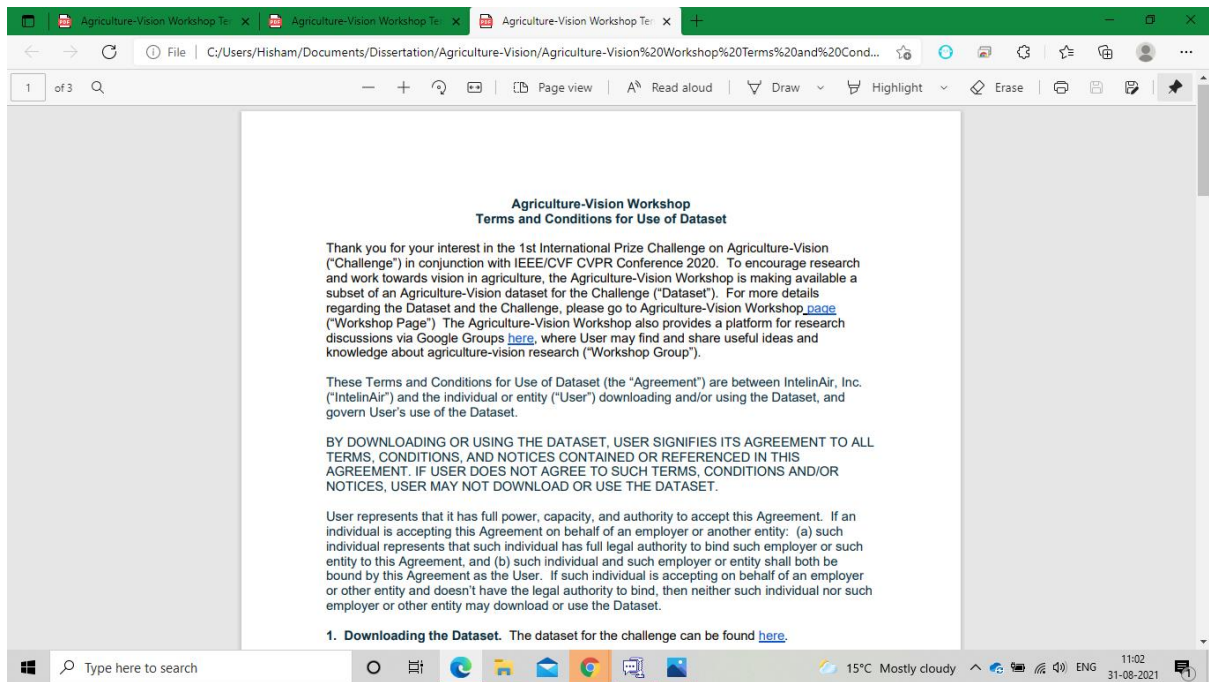 Agriculture-Vision Workshop Ter
Agriculture-Vision Workshop Ter
Agriculture-Vision Workshop Ter
File | C:/Users/Hisham/Documents/Dissertation/Agriculture-Vision/Agriculture-Vision%20Workshop%20Terms%20and%20Cond...
1 of 3 Page view Read aloud Draw Highlight Erase
Agriculture-Vision Workshop
Terms and Conditions for Use of Dataset
Thank you for your interest in the 1st International Prize Challenge on Agriculture-Vision
("Challenge") in conjunction with IEEE/CVF CVPR Conference 2020. To encourage research
and work towards vision in agriculture, the Agriculture-Vision Workshop is making available a
subset of an Agriculture-Vision dataset for the Challenge ("Dataset"). For more details
regarding the Dataset and the Challenge, please go to Agriculture-Vision Workshop page
("Workshop Page") The Agriculture-Vision Workshop also provides a platform for research
discussions via Google Groups here, where User may find and share useful ideas and
knowledge about agriculture-vision research ("Workshop Group").
These Terms and Conditions for Use of Dataset (the "Agreement") are between IntelinAir, Inc.
("IntelinAir") and the individual or entity ("User") downloading and/or using the Dataset, and
govern User's use of the Dataset.
BY DOWNLOADING OR USING THE DATASET, USER SIGNIFIES ITS AGREEMENT TO ALL
TERMS, CONDITIONS, AND NOTICES CONTAINED OR REFERENCED IN THIS
AGREEMENT. IF USER DOES NOT AGREE TO SUCH TERMS, CONDITIONS AND/OR
NOTICES, USER MAY NOT DOWNLOAD OR USE THE DATASET.
User represents that it has full power, capacity, and authority to accept this Agreement. If an
individual is accepting this Agreement on behalf of an employer or another entity: (a) such
individual represents that such individual has full legal authority to bind such employer or such
entity to this Agreement, and (b) such individual and such employer or entity shall both be
bound by this Agreement as the User. If such individual is accepting on behalf of an employer
or other entity and doesn't have the legal authority to bind, then neither such individual nor such
employer or other entity may download or use the Dataset.
1. Downloading the Dataset. The dataset for the challenge can be found here.
Type here to search
15°C Mostly cloudy
ENG
11:02
31-08-2021